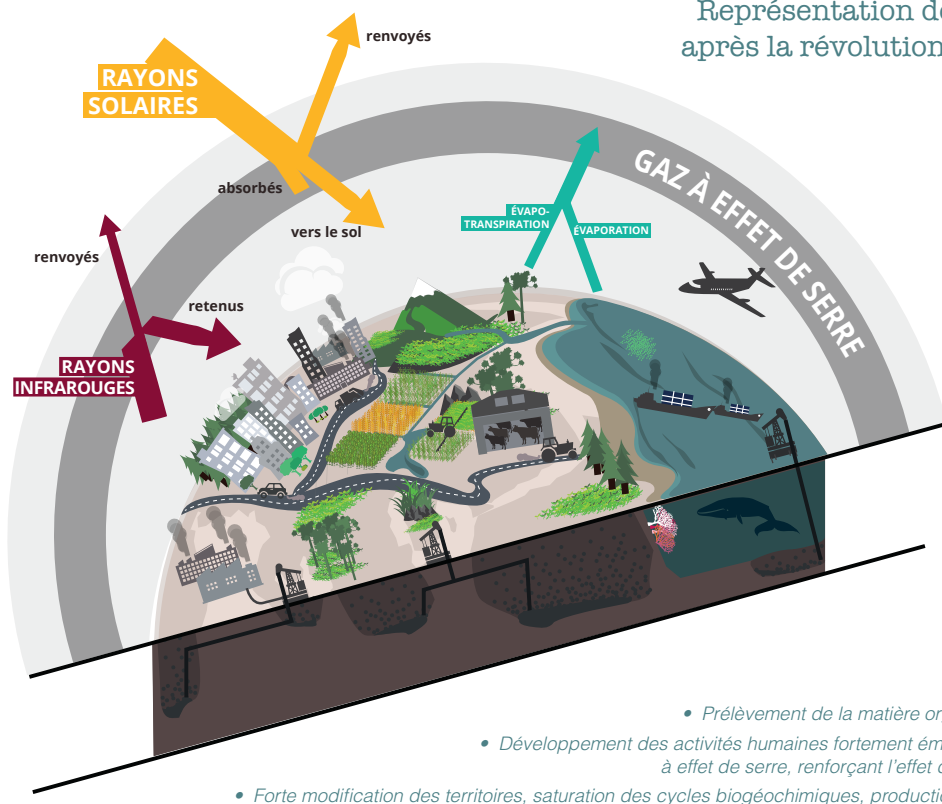 Représentation de
après la révolution
renvoyés
RAYONS
SOLAIRES
absorbés
vers le sol
GAZ À EFFET DE SERRE
ÉVAPO-
TRANSPIRATION
ÉVAPORATION
renvoyés
retenus
RAYONS
INFRAROUGES
• Prélèvement de la matière or
• Développement des activités humaines fortement ém
à effet de serre, renforçant l'effet
• Forte modification des territoires, saturation des cycles biogéochimiques, producti